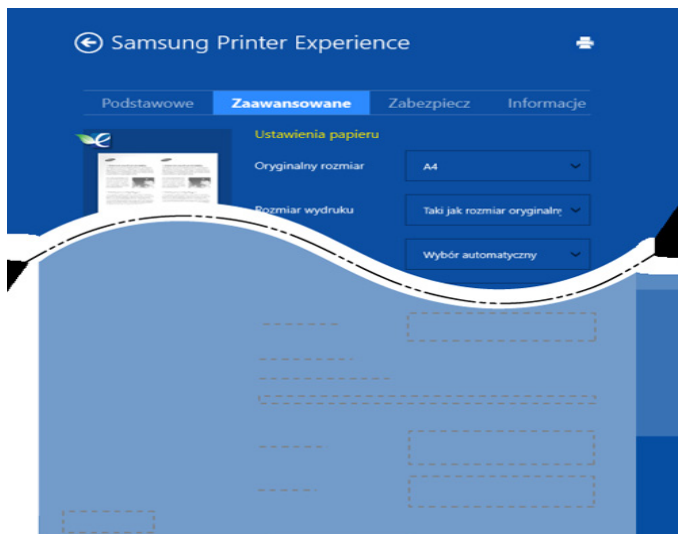 Samsung Printer Experience
Podstawowe Zaawansowane Zabezpiecz Informacje
Ustawienia papieru
Oryginalny rozmiar A4
Rozmiar wydruku Taki jak rozmiar oryginaln
Wybór automatyczny